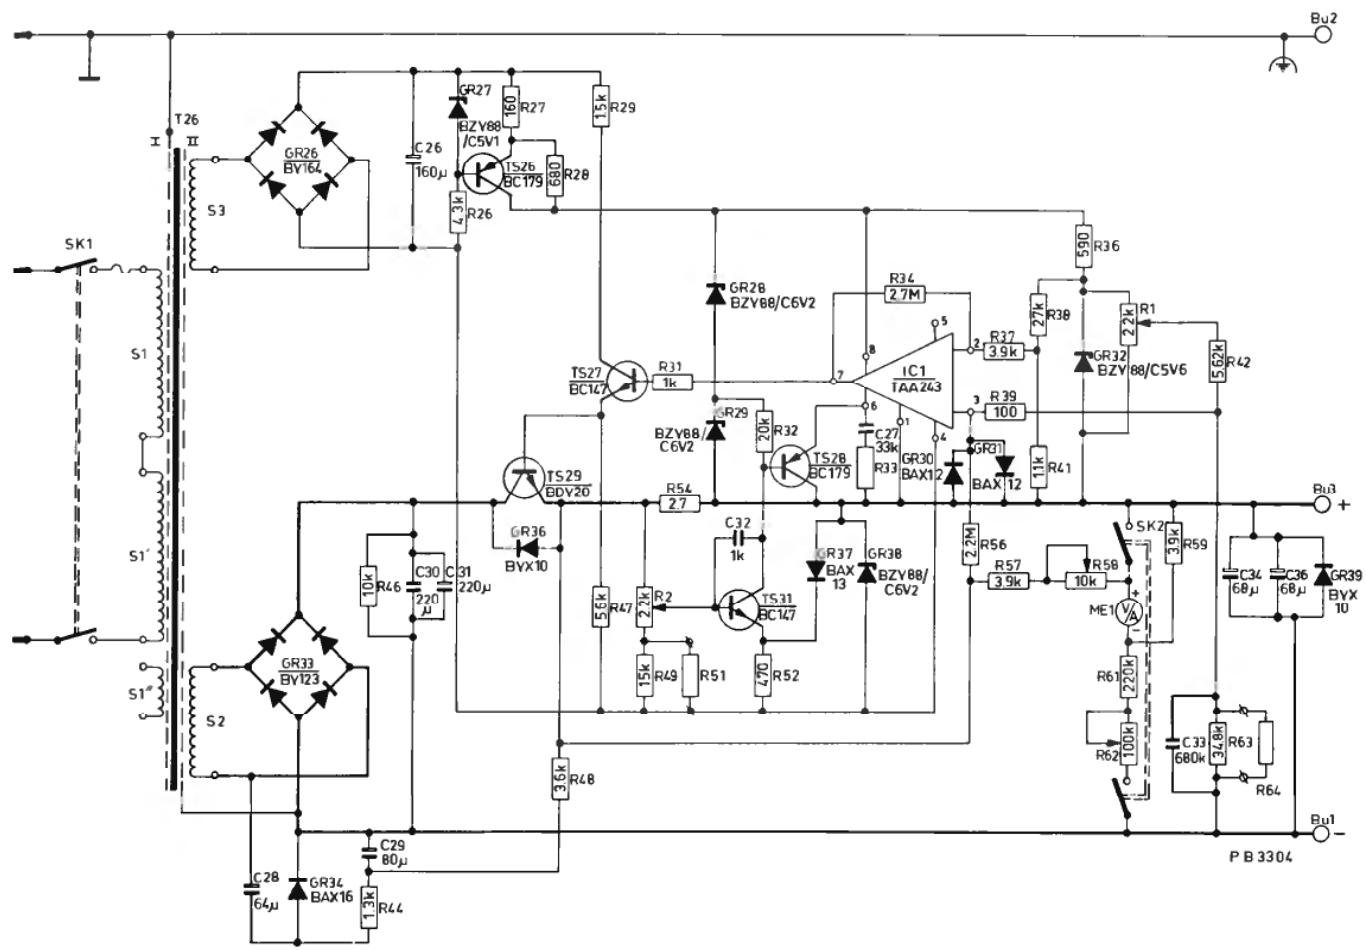 Bu2
T26
I
II
GR26
BY164
S3
C26
160µ
GR27
BZY88
/C5V1
160
R27
TS26
BC179
680
R28
4.3k
R26
15k
R29
SK1
S1
S1'
S1"
GR28
BZY88/C6V2
R34
2.7M
590
R36
27k
R38
R1
2.2k
GR32
BZY88/C5V6
5.62k
R42
5
2
R37
3.9k
8
7
IC1
TAA243
TS27
BC147
R31
1k
3
R39
100
6
1
4
GR29
BZY88/
C6V2
20k
R32
C27
33k
R33
TS28
BC179
GR30
BAX12
GR31
BAX 12
11k
R41
TS29
BDY20
R54
2.7
Bu3
+
GR36
BYX10
C32
1k
GR37
BAX
13
GR38
BZY88/
C6V2
2.2M
R56
R57
3.9k
R58
10k
SK2
3.9k
R59
C34
68µ
C36
68µ
GR39
BYX
10
10k
R46
C30
220
µ
C31
220µ
5.6k
R47
R2
2.2k
TS31
BC147
ME1
V/A
+
-
GR33
BY123
S2
15k
R49
R51
470
R52
R61
220k
R62
100k
C33
680k
34.8k
R63
R64
3.6k
R48
Bu1
-
PB3304
C29
80µ
C28
64µ
GR34
BAX16
1.3k
R44